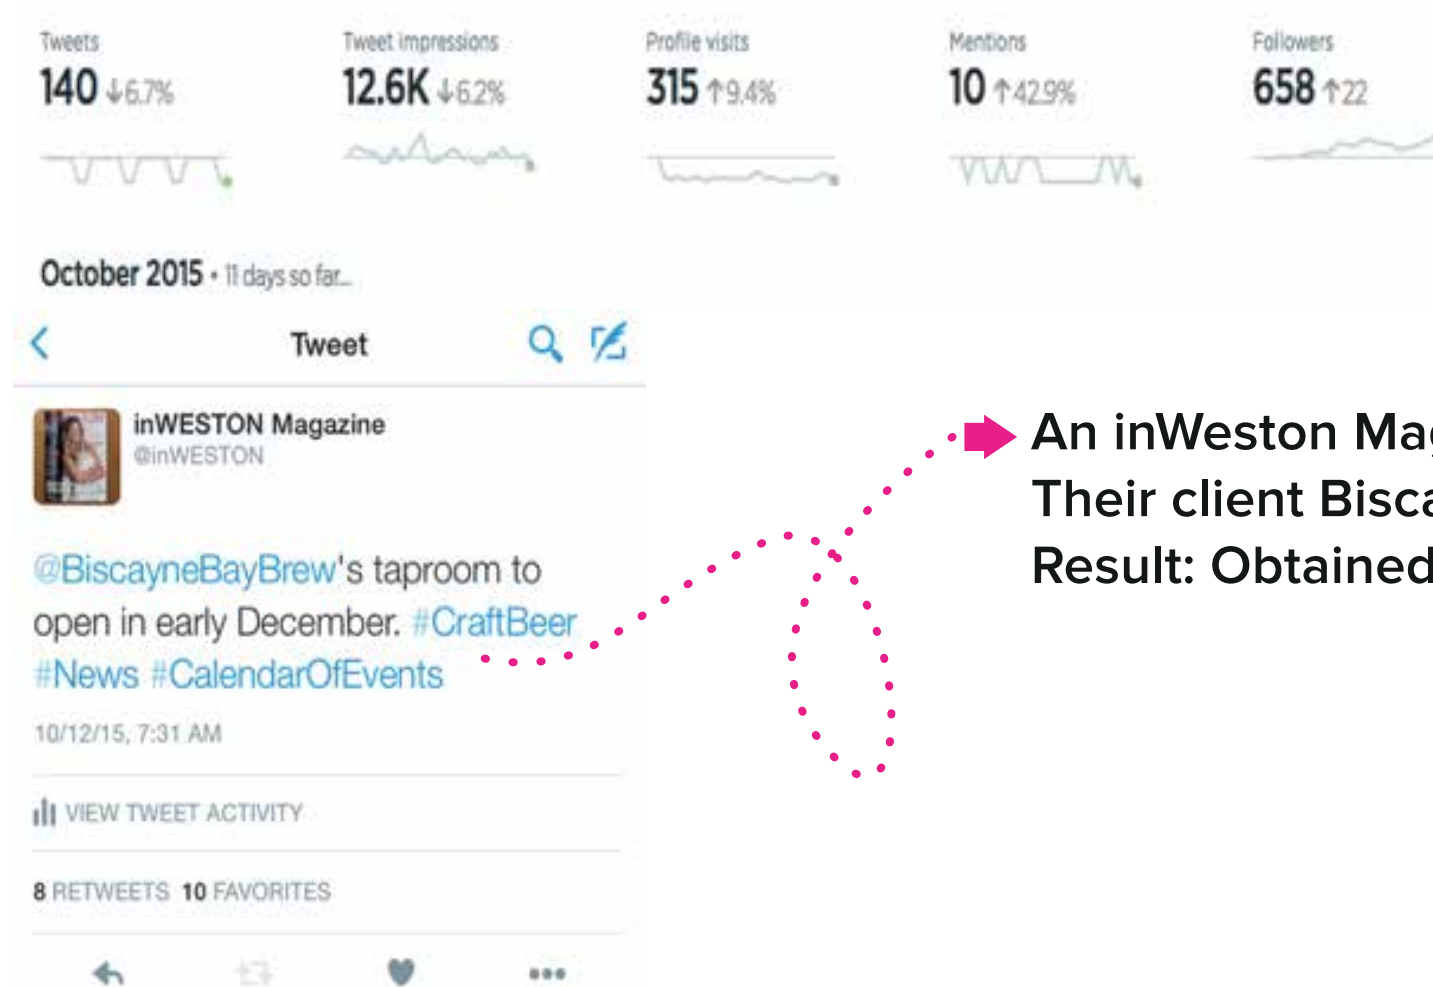 Tweets
140 ↓6.7%
Tweet impressions
12.6K ↓6.2%
Profile visits
315 ↑9.4%
Mentions
10 ↑42.9%
Followers
658 ↑22
October 2015 • 11 days so far...
Tweet
inWESTON Magazine
@inWESTON
@BiscayneBayBrew's taproom to
open in early December. #CraftBeer
#News #CalendarOfEvents
10/12/15, 7:31 AM
VIEW TWEET ACTIVITY
8 RETWEETS 10 FAVORITES
An inWeston Mag
Their client Bisca
Result: Obtained